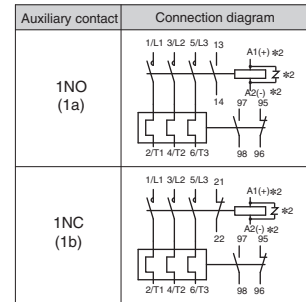 Auxiliary contact Connection diagram
1NO
(1a)
1/L1 3/L2 5/L3 13
A1(+) *2
*2
A2(-) *2
14 97 95
2/T1 4/T2 6/T3 98 96
1NC
(1b)
1/L1 3/L2 5/L3 21
A1(+) *2
*2
A2(-) *2
22 97 95
2/T1 4/T2 6/T3 98 96